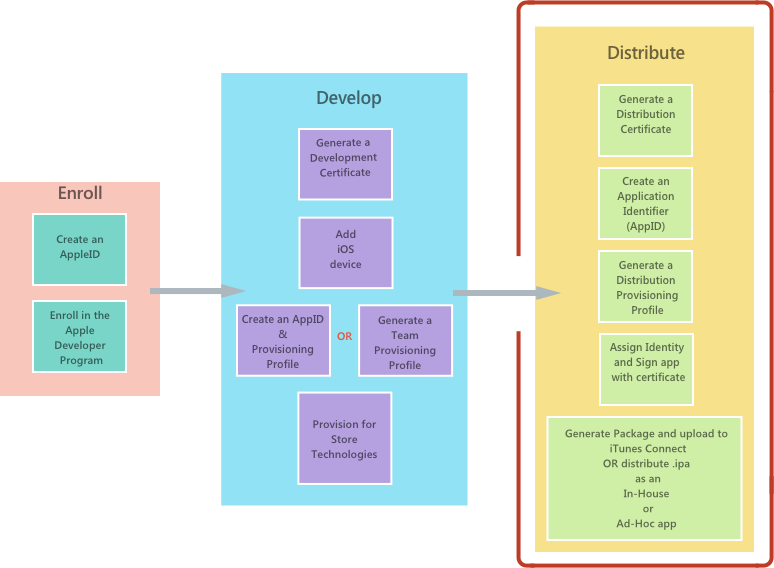 Enroll
Create an
AppleID
Enroll in the
Apple
Developer
Program
Develop
Generate a
Development
Certificate
Add
iOS
device
Create an AppID
&
Provisioning
Profile
OR
Generate a
Team
Provisioning
Profile
Provision for
Store
Technologies
Distribute
Generate a
Distribution
Certificate
Create an
Application
Identifier
(AppID)
Generate a
Distribution
Provisioning
Profile
Assign Identity
and Sign app
with certificate
Generate Package and upload to
iTunes Connect
OR distribute .ipa
as an
In-House
or
Ad-Hoc app